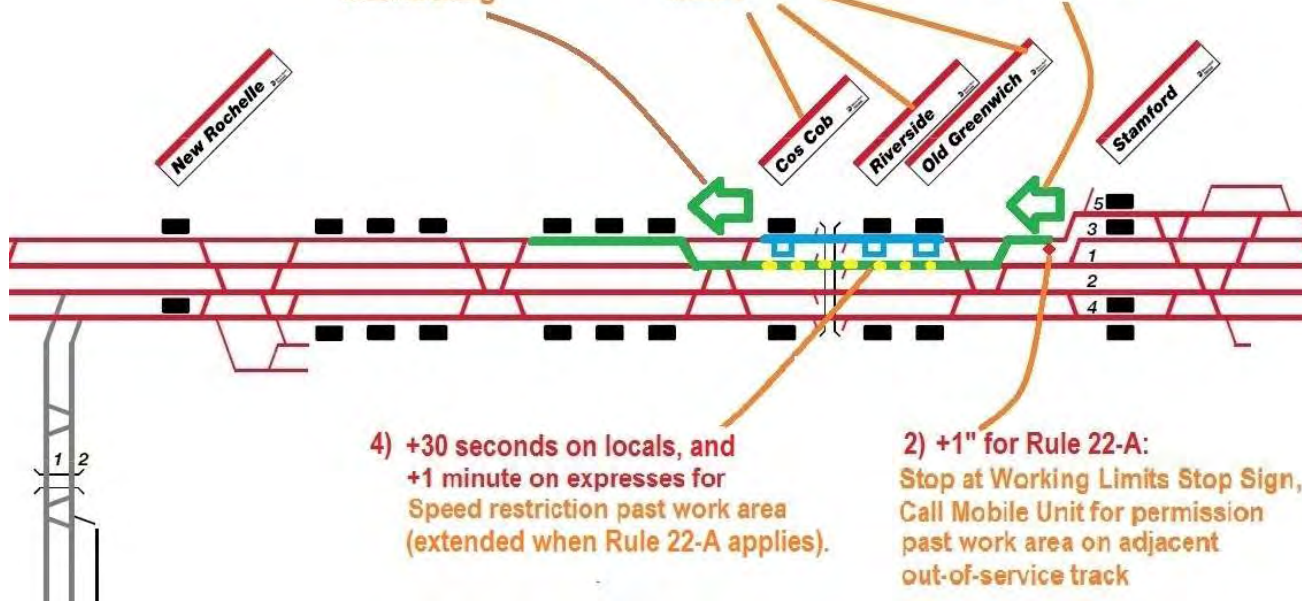 New Rochelle
Cos Cob
Riverside
Old Greenwich
Stamford
5
3
1
2
4
1 2
4) +30 seconds on locals, and
+1 minute on expresses for
Speed restriction past work area
(extended when Rule 22-A applies).
2) +1" for Rule 22-A:
Stop at Working Limits Stop Sign,
Call Mobile Unit for permission
past work area on adjacent
out-of-service track